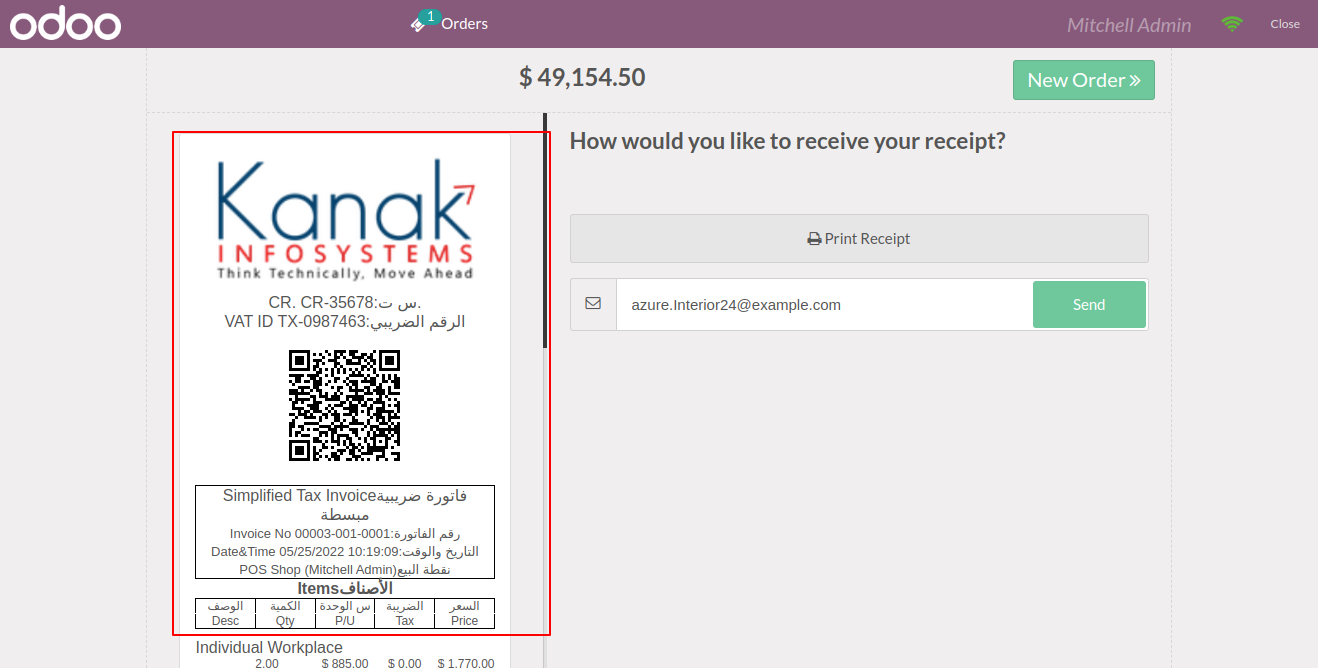 odoo
1 Orders
Mitchell Admin
Close
$ 49,154.50
New Order »
Kanak
INFOSYSTEMS
Think Technically, Move Ahead
CR. CR-35678:س ت.
VAT ID TX-0987463:الرقم الضريبي
Simplified Tax Invoiceفاتورة ضريبية
مبسطة
Invoice No 00003-001-0001:رقم الفاتورة
Date&Time 05/25/2022 10:19:09:التاريخ والوقت
POS Shop (Mitchell Admin)نقطة البيع
Itemsالأصناف
الوصف الكمية س الوحدة الضريبة السعر
Desc Qty P/U Tax Price
Individual Workplace
2.00 $ 885.00 $ 0.00 $ 1,770.00
How would you like to receive your receipt?
Print Receipt
azure.Interior24@example.com
Send